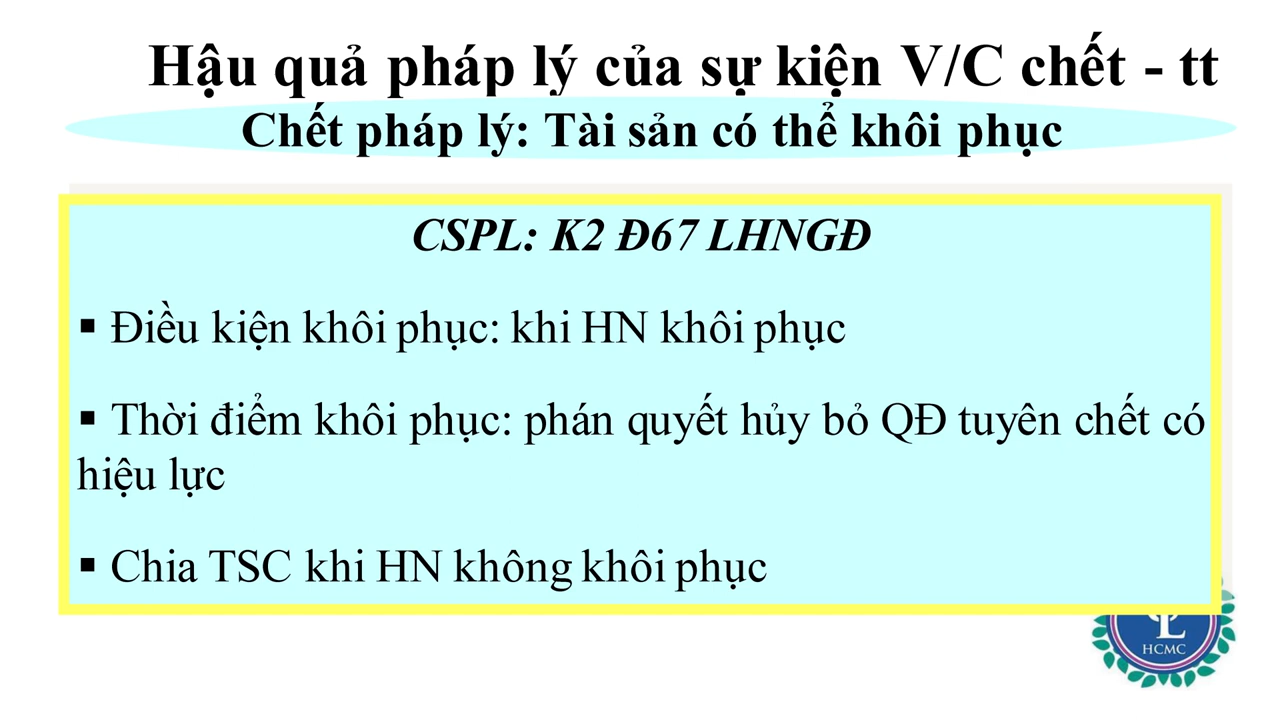 Hậu quả pháp lý của sự kiện V/C chết - tt
Chết pháp lý: Tài sản có thể khôi phục
CSPL: K2 Đ67 LHNGĐ
▪ Điều kiện khôi phục: khi HN khôi phục
▪ Thời điểm khôi phục: phán quyết hủy bỏ QĐ tuyên chết có
hiệu lực
▪ Chia TSC khi HN không khôi phục
HCMC